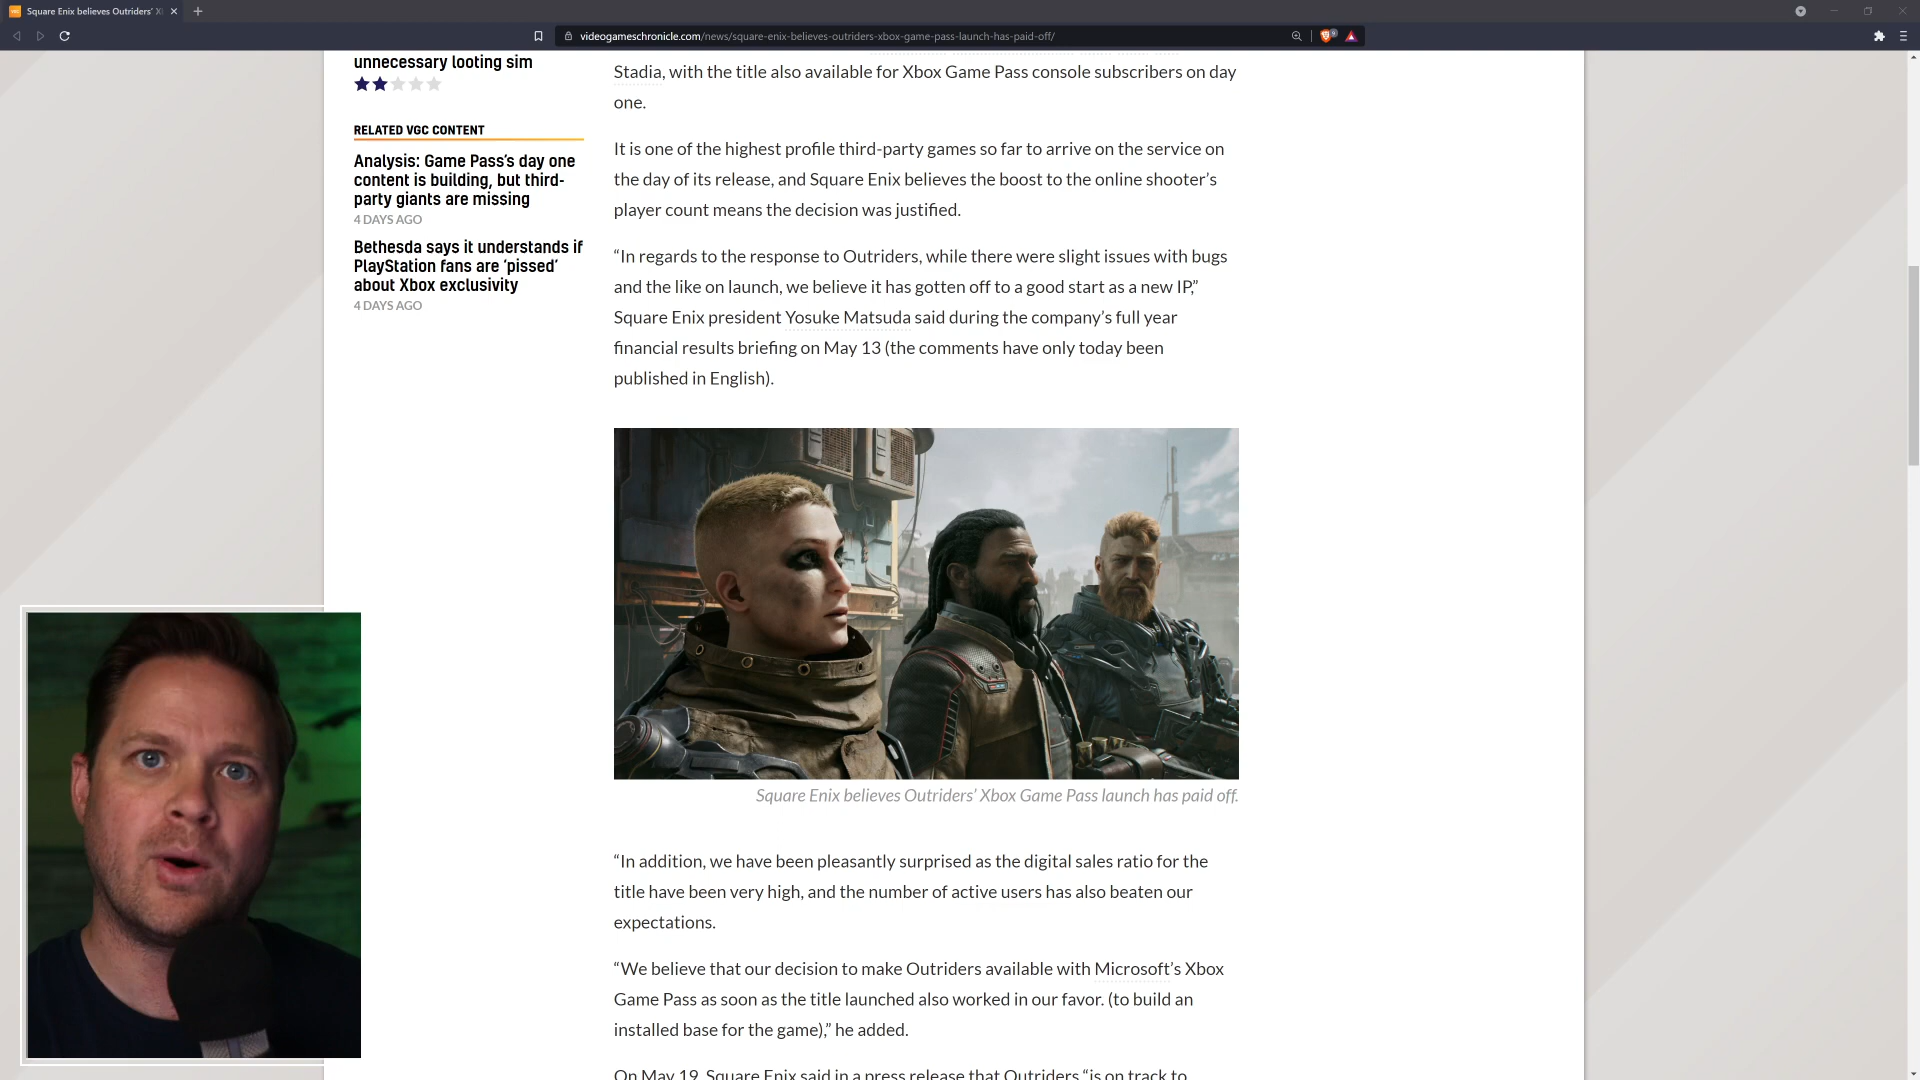 Square Enix believes Outriders' X
videogameschronicle.com/news/square-enix-believes-outriders-xbox-game-pass-launch-has-paid-off/
unnecessary looting sim
RELATED VGC CONTENT
Analysis: Game Pass's day one
content is building, but third-
party giants are missing
4 DAYS AGO
Bethesda says it understands if
PlayStation fans are ‘pissed’
about Xbox exclusivity
4 DAYS AGO
Stadia, with the title also available for Xbox Game Pass console subscribers on day
one.
It is one of the highest profile third-party games so far to arrive on the service on
the day of its release, and Square Enix believes the boost to the online shooter’s
player count means the decision was justified.
“In regards to the response to Outriders, while there were slight issues with bugs
and the like on launch, we believe it has gotten off to a good start as a new IP,”
Square Enix president Yosuke Matsuda said during the company’s full year
financial results briefing on May 13 (the comments have only today been
published in English).
Square Enix believes Outriders’ Xbox Game Pass launch has paid off.
“In addition, we have been pleasantly surprised as the digital sales ratio for the
title have been very high, and the number of active users has also beaten our
expectations.
“We believe that our decision to make Outriders available with Microsoft’s Xbox
Game Pass as soon as the title launched also worked in our favor. (to build an
installed base for the game),” he added.
On May 19, Square Enix said in a press release that Outriders “is on track to